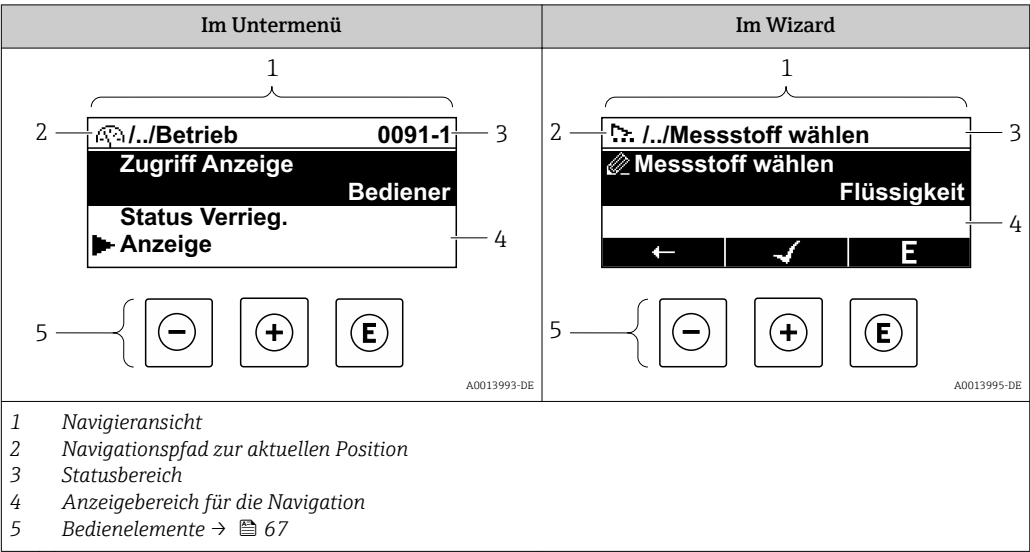 Im Untermenü
Im Wizard
1
2
/../Betrieb 0091-1
3
Zugriff Anzeige
Bediener
Status Verrieg.
Anzeige
4
5
E
A0013993-DE
1
2
/../Messstoff wählen
3
Messstoff wählen
Flüssigkeit
4
E
5
E
A0013995-DE
1 Navigieransicht
2 Navigationspfad zur aktuellen Position
3 Statusbereich
4 Anzeigebereich für die Navigation
5 Bedienelemente → 67